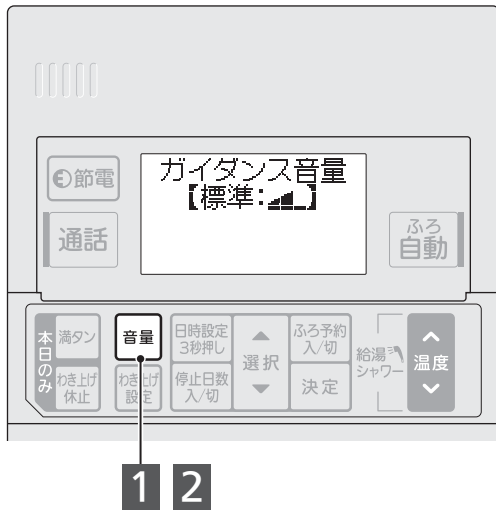 節電
ガイダンス音量
【標準： 】
通話
ふろ
自動
本日のみ
満タン
音量
日時設定
3秒押し
選択
ふろ予約
入/切
給湯
シャワー
温度
わき上げ
休止
わき上げ
設定
停止日数
入/切
決定
1 2